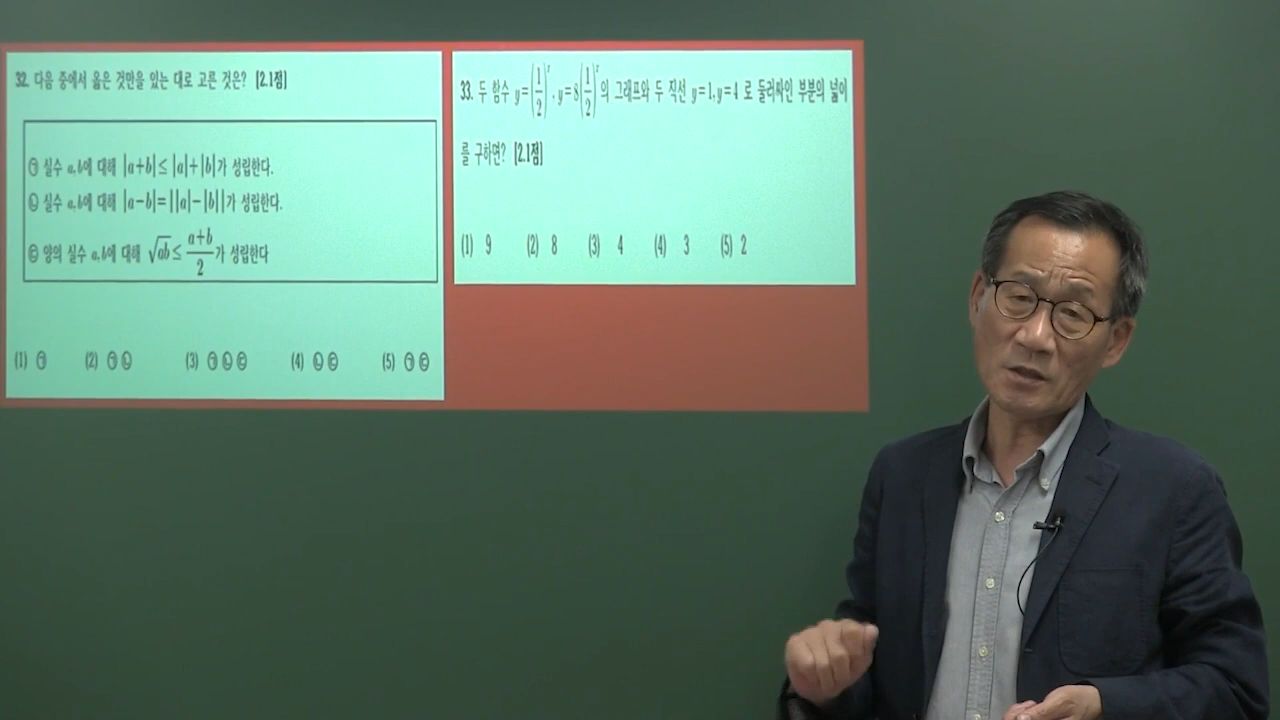 32. 다음 중에서 옳은 것만을 있는 대로 고른 것은? [2.1점]
㉠ 실수 a,b에 대해 |a+b|≤|a|+|b|가 성립한다.
㉡ 실수 a,b에 대해 |a−b|=||a|−|b||가 성립한다.
㉢ 양의 실수 a,b에 대해 √ab≤(a+b)/2가 성립한다
(1) ㉠ (2) ㉠㉡ (3) ㉠㉡㉢ (4) ㉡㉢ (5) ㉠㉢
33. 두 함수 y=(1/2)^x, y=8(1/2)^x의 그래프와 두 직선 y=1, y=4 로 둘러싸인 부분의 넓이
를 구하면? [2.1점]
(1) 9 (2) 8 (3) 4 (4) 3 (5) 2